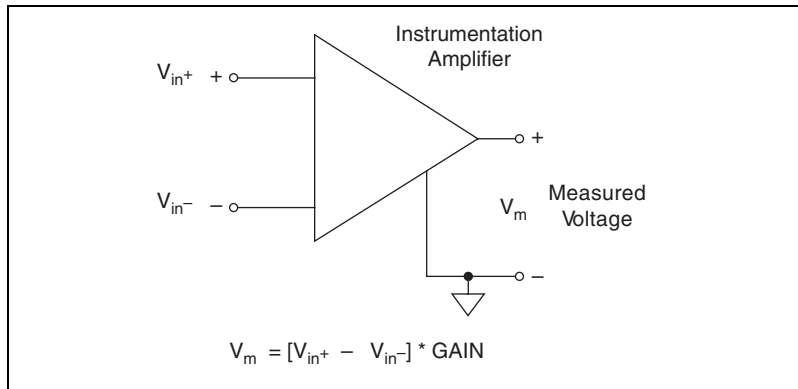 Instrumentation
Amplifier
Vin+ +
+
Vin– –
Vm
Measured
Voltage
–
Vm = [Vin+ – Vin–] * GAIN